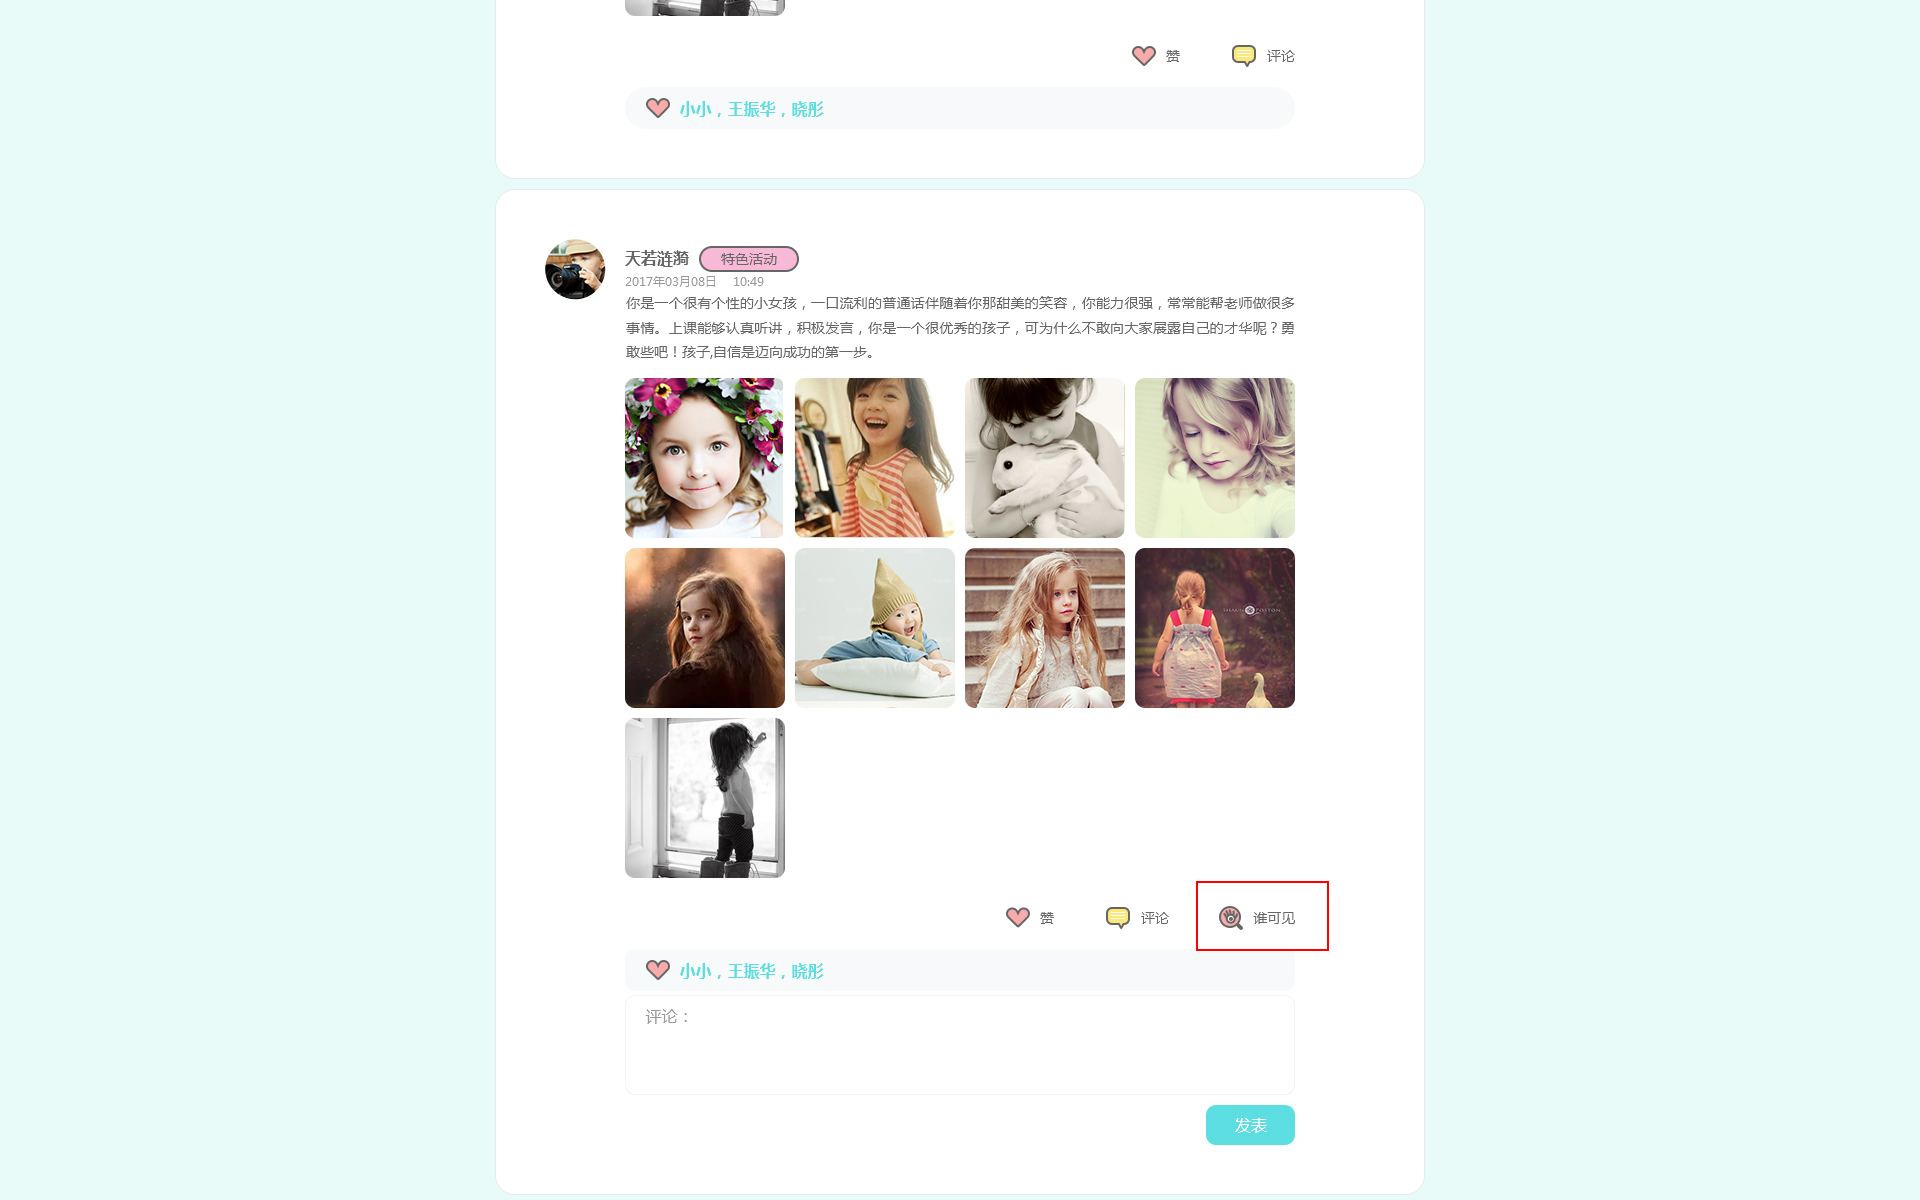 赞 评论
小小，王振华，晓彤
天若涟漪 特色活动
2017年03月08日 10:49
你是一个很有个性的小女孩，一口流利的普通话伴随着你那甜美的笑容，你能力很强，常常能帮老师做很多
事情。上课能够认真听讲，积极发言，你是一个很优秀的孩子，可为什么不敢向大家展露自己的才华呢？勇
敢些吧！孩子,自信是迈向成功的第一步。
SHAUN POSTON
赞 评论 谁可见
小小，王振华，晓彤
评论：
发表